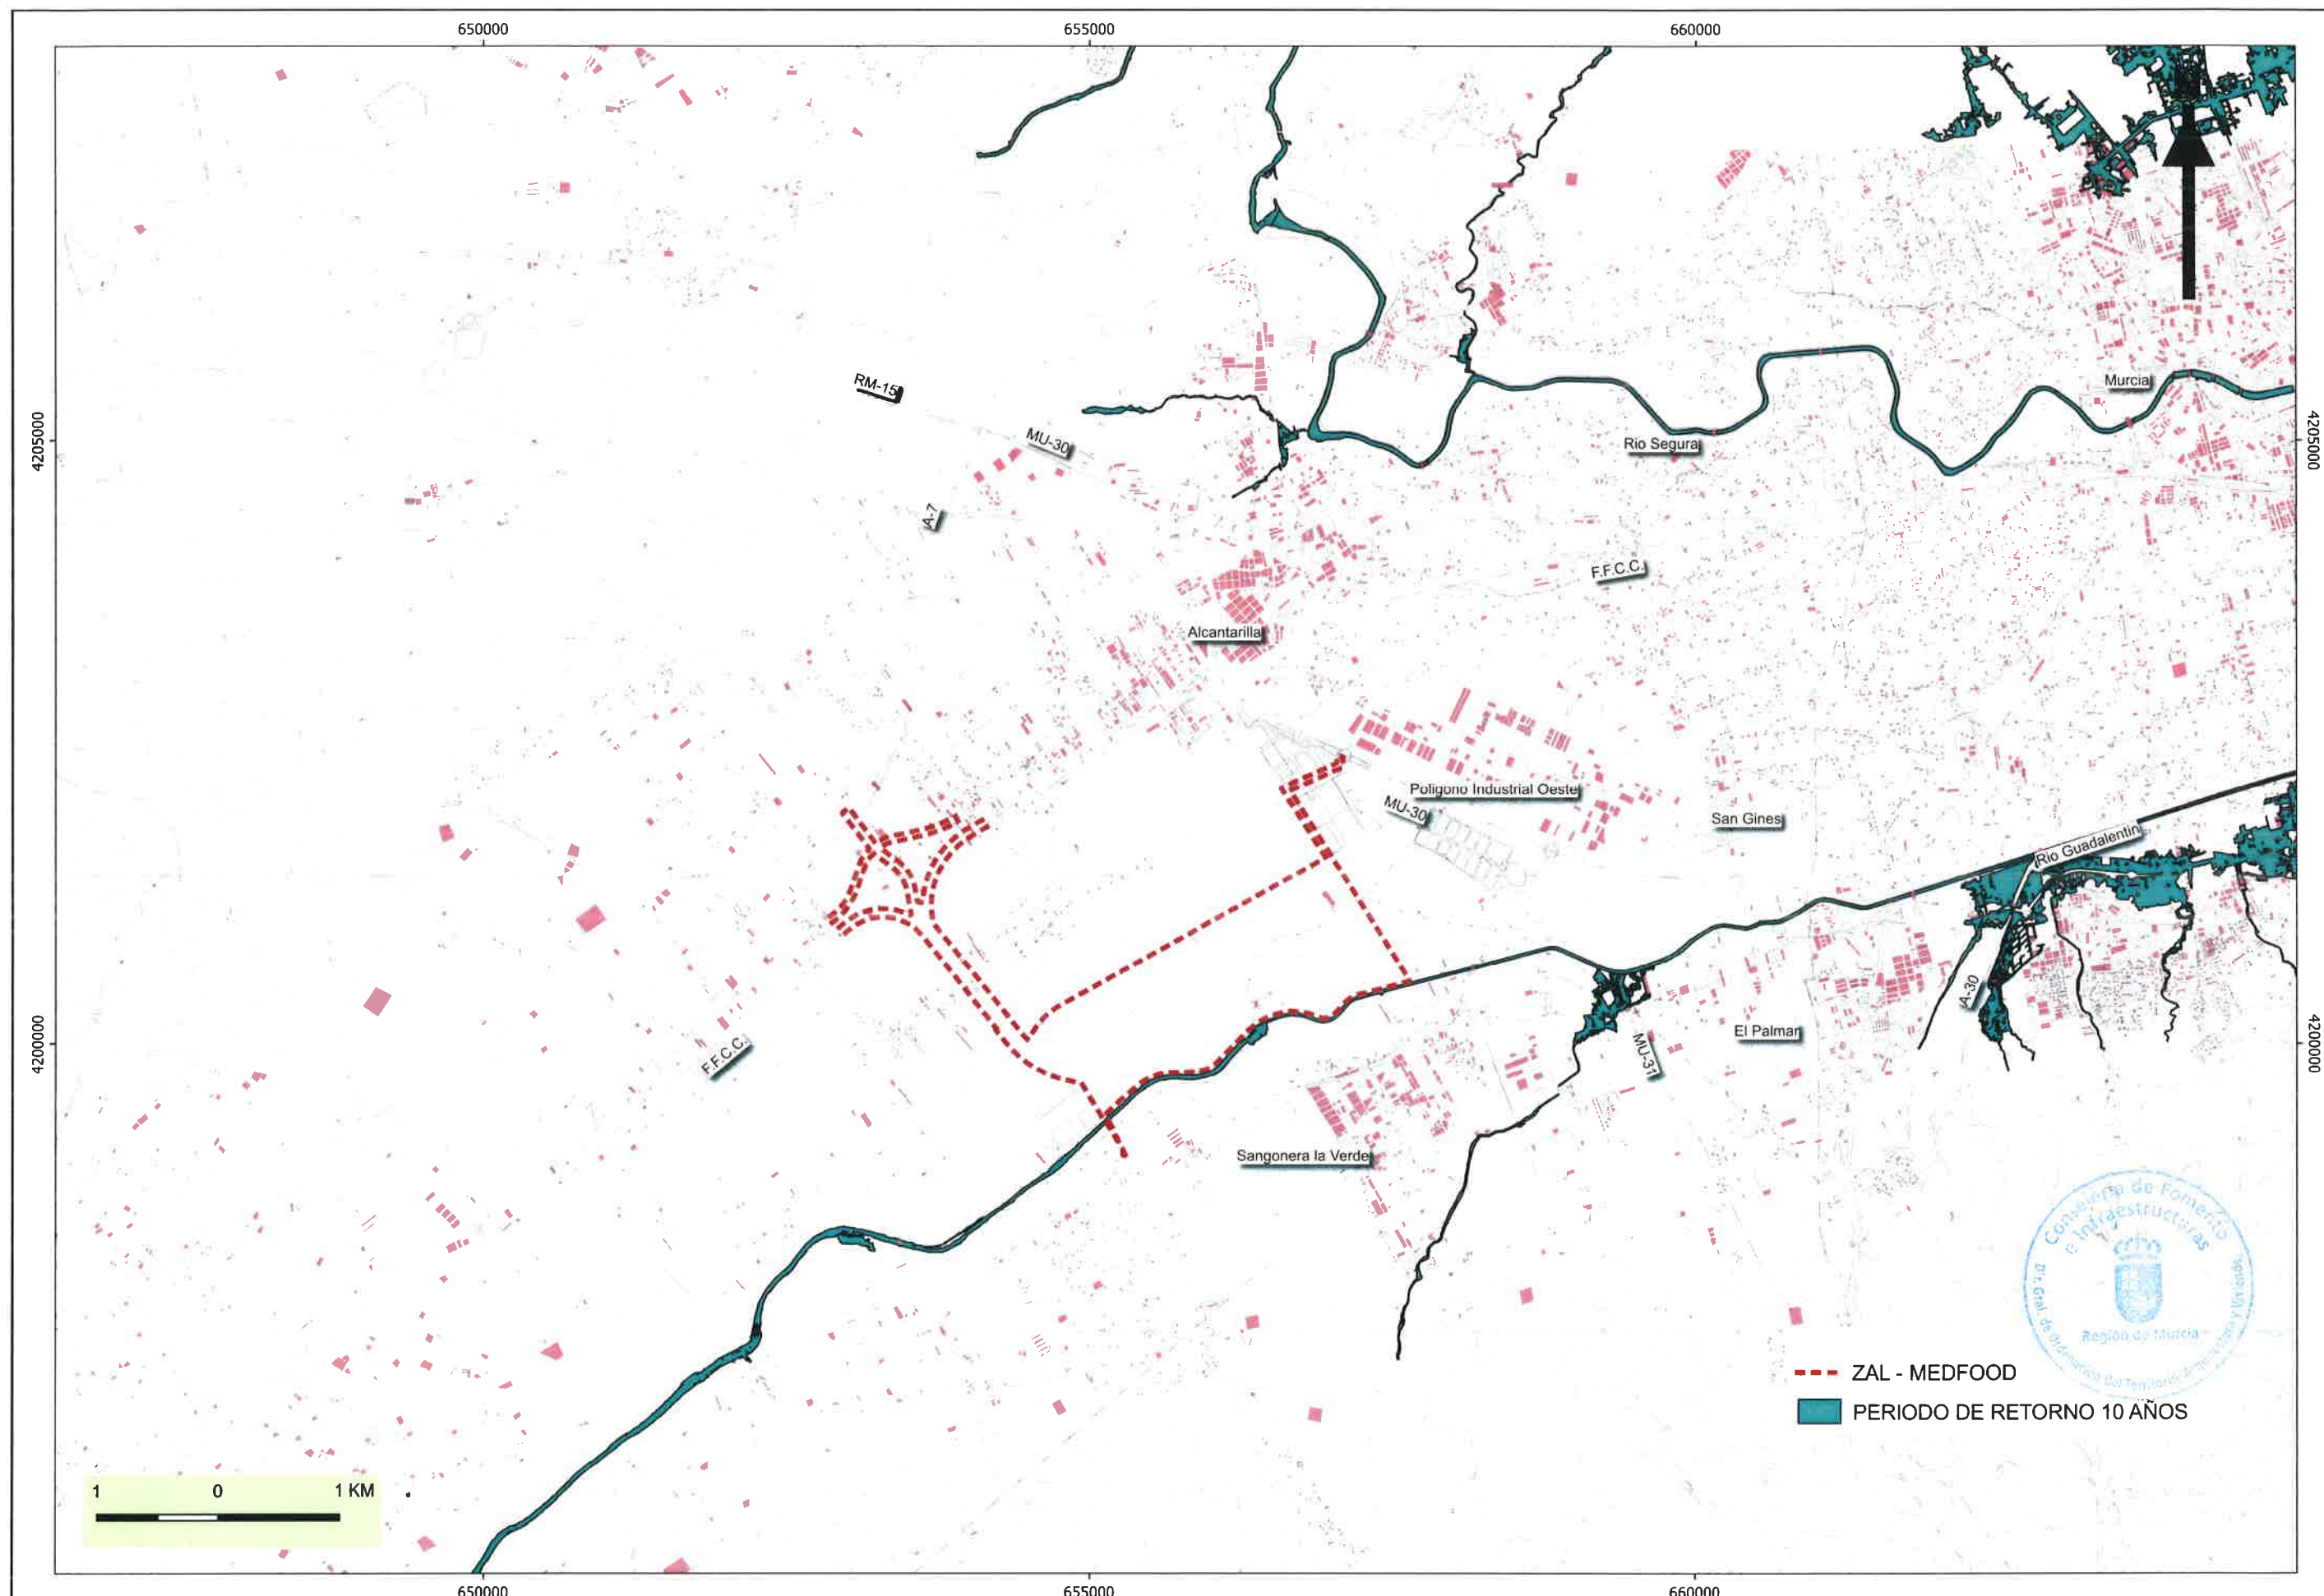 650000
655000
660000
4205000
4205000
4200000
4200000
RM-15
MU-30
A-7
Murcia
Rio Segura
F.F.C.C.
Alcantarilla
Poligono Industrial Oeste
MU-30
San Gines
Rio Guadalentin
A-30
El Palmar
MU-31
F.F.C.C.
Sangonera la Verde
Consejería de Fomento
e Infraestructuras
Región de Murcia
ZAL - MEDFOOD
PERIODO DE RETORNO 10 AÑOS
1 0 1 KM
650000
655000
660000